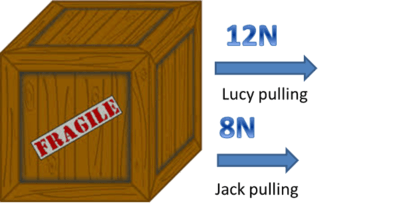 12N
Lucy pulling
FRAGILE
8N
Jack pulling